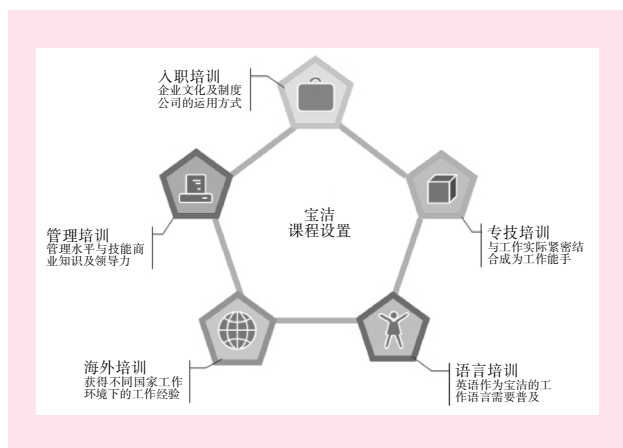 入职培训
企业文化及制度
公司的运用方式
宝洁
课程设置
管理培训
管理水平与技能商
业知识及领导力
专技培训
与工作实际紧密结
合成为工作能手
海外培训
获得不同国家工作
环境下的工作经验
语言培训
英语作为宝洁的工
作语言需要普及